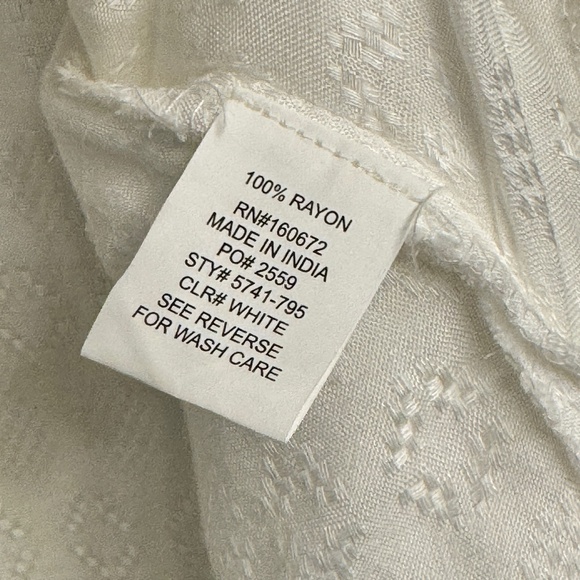 100% RAYON
RN#160672
MADE IN INDIA
PO# 2559
STY# 5741-795
CLR# WHITE
SEE REVERSE
FOR WASH CARE